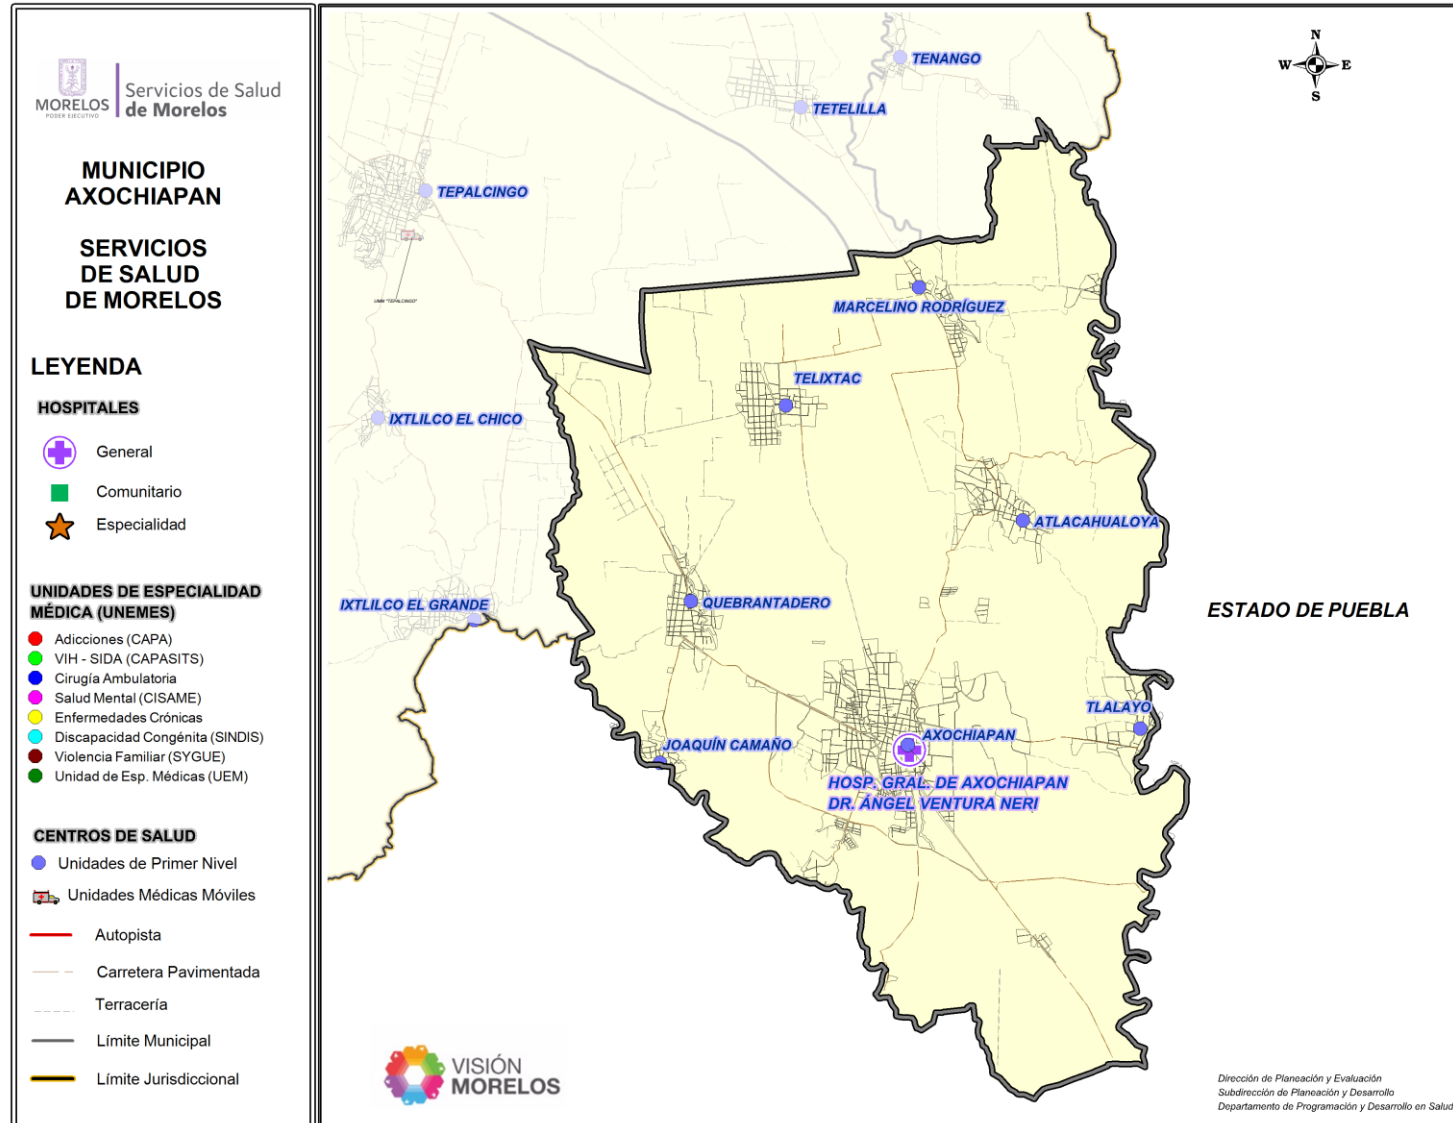 MORELOS
PODER EJECUTIVO
Servicios de Salud
de Morelos
MUNICIPIO
AXOCHIAPAN
SERVICIOS
DE SALUD
DE MORELOS
LEYENDA
HOSPITALES
General
Comunitario
Especialidad
UNIDADES DE ESPECIALIDAD
MÉDICA (UNEMES)
Adicciones (CAPA)
VIH - SIDA (CAPASITS)
Cirugía Ambulatoria
Salud Mental (CISAME)
Enfermedades Crónicas
Discapacidad Congénita (SINDIS)
Violencia Familiar (SYGUE)
Unidad de Esp. Médicas (UEM)
CENTROS DE SALUD
Unidades de Primer Nivel
Unidades Médicas Móviles
Autopista
Carretera Pavimentada
Terracería
Límite Municipal
Límite Jurisdiccional
N
W E
S
TENANGO
TETELILLA
TEPALCINGO
UMM "TEPALCINGO"
MARCELINO RODRÍGUEZ
TELIXTAC
IXTLILCO EL CHICO
ATLACAHUALOYA
IXTLILCO EL GRANDE
QUEBRANTADERO
ESTADO DE PUEBLA
TLALAYO
AXOCHIAPAN
JOAQUÍN CAMAÑO
HOSP. GRAL. DE AXOCHIAPAN
DR. ÁNGEL VENTURA NERI
VISIÓN
MORELOS
Dirección de Planeación y Evaluación
Subdirección de Planeación y Desarrollo
Departamento de Programación y Desarrollo en Salud